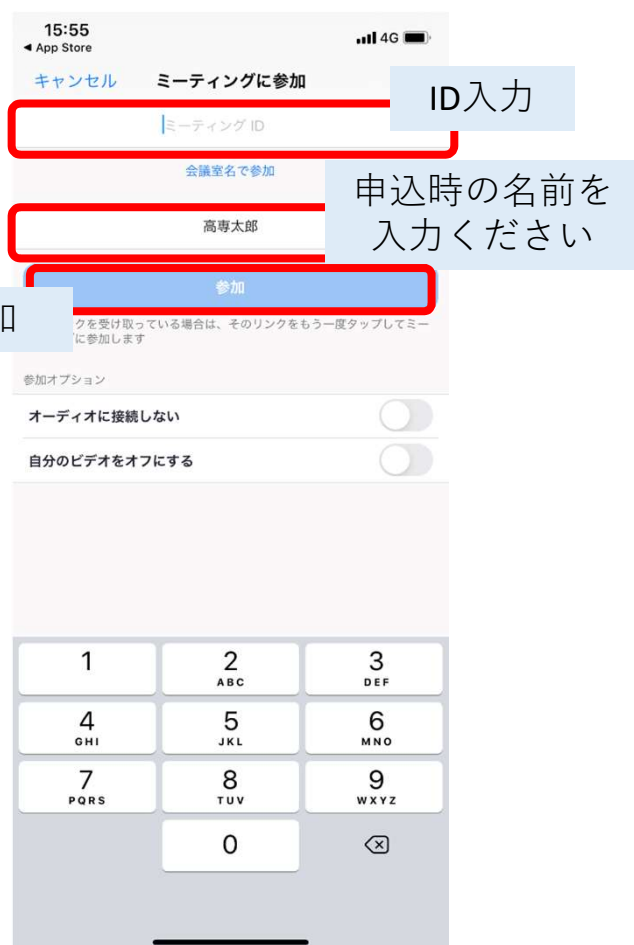 15:55
4G
◀ App Store
キャンセル ミーティングに参加
ID入力
ミーティング ID
会議室名で参加
申込時の名前を
入力ください
高専太郎
参加
クを受け取っている場合は、そのリンクをもう一度タップしてミー
に参加します
参加オプション
オーディオに接続しない
自分のビデオをオフにする
1 2 3
ABC DEF
4 5 6
GHI JKL MNO
7 8 9
PQRS TUV WXYZ
0